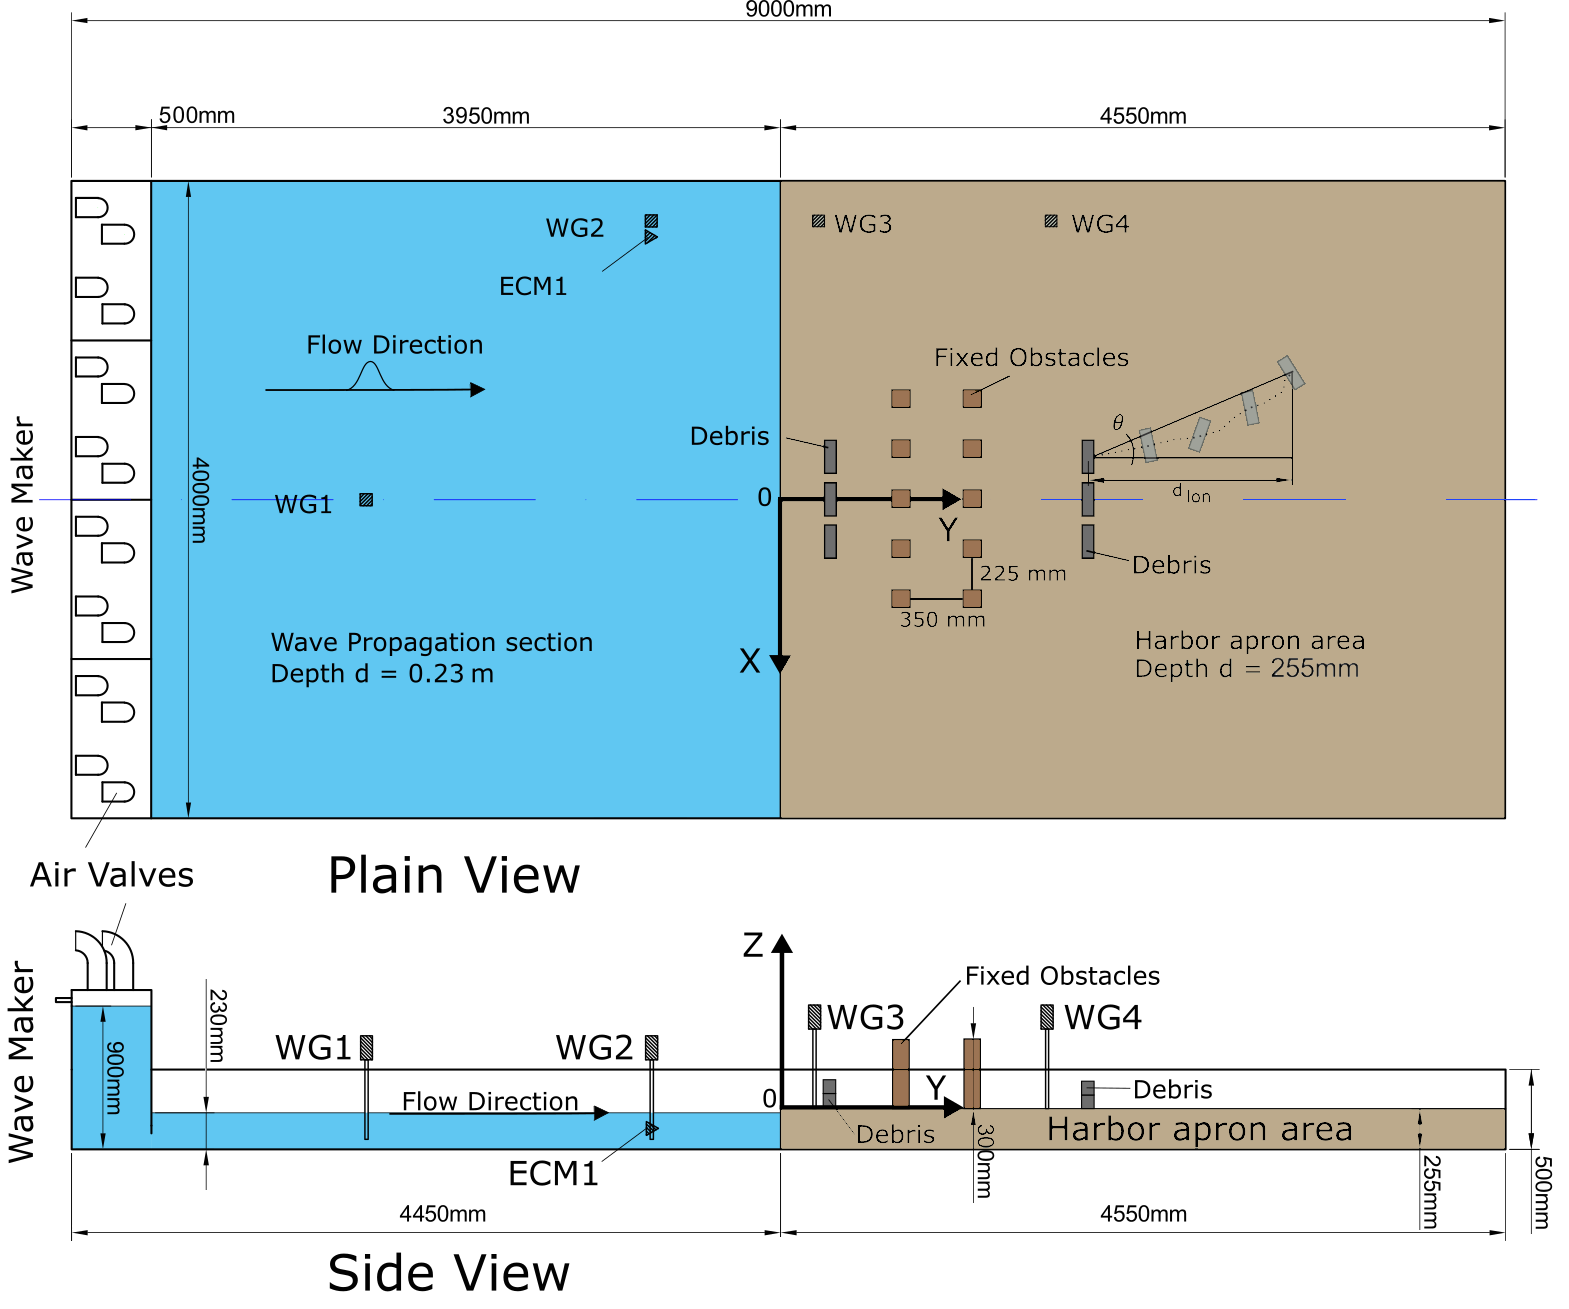 9000mm
500mm
3950mm
4550mm
WG2
WG3
WG4
ECM1
Flow Direction
Fixed Obstacles
Debris
θ
Wave Maker
4000mm
WG1
0
Y
d lon
Debris
225 mm
350 mm
Wave Propagation section
Depth d = 0.23 m
X
Harbor apron area
Depth d = 255mm
Air Valves
Plain View
Z
Fixed Obstacles
Wave Maker
900mm
230mm
WG1
WG2
WG3
WG4
Flow Direction
0
Y
Debris
Debris
Harbor apron area
ECM1
300mm
255mm
500mm
4450mm
4550mm
Side View